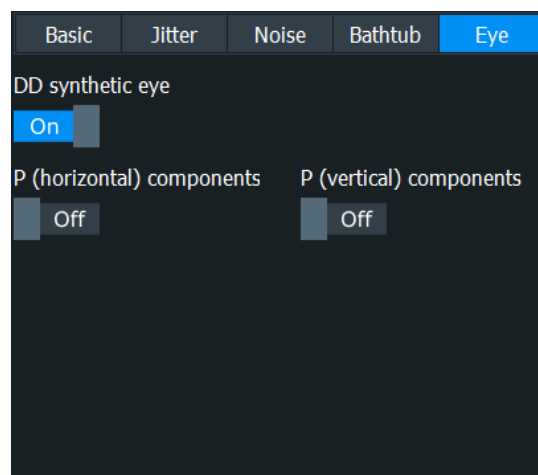 Basic Jitter Noise Bathtub Eye
DD synthetic eye
On
P (horizontal) components P (vertical) components
Off Off